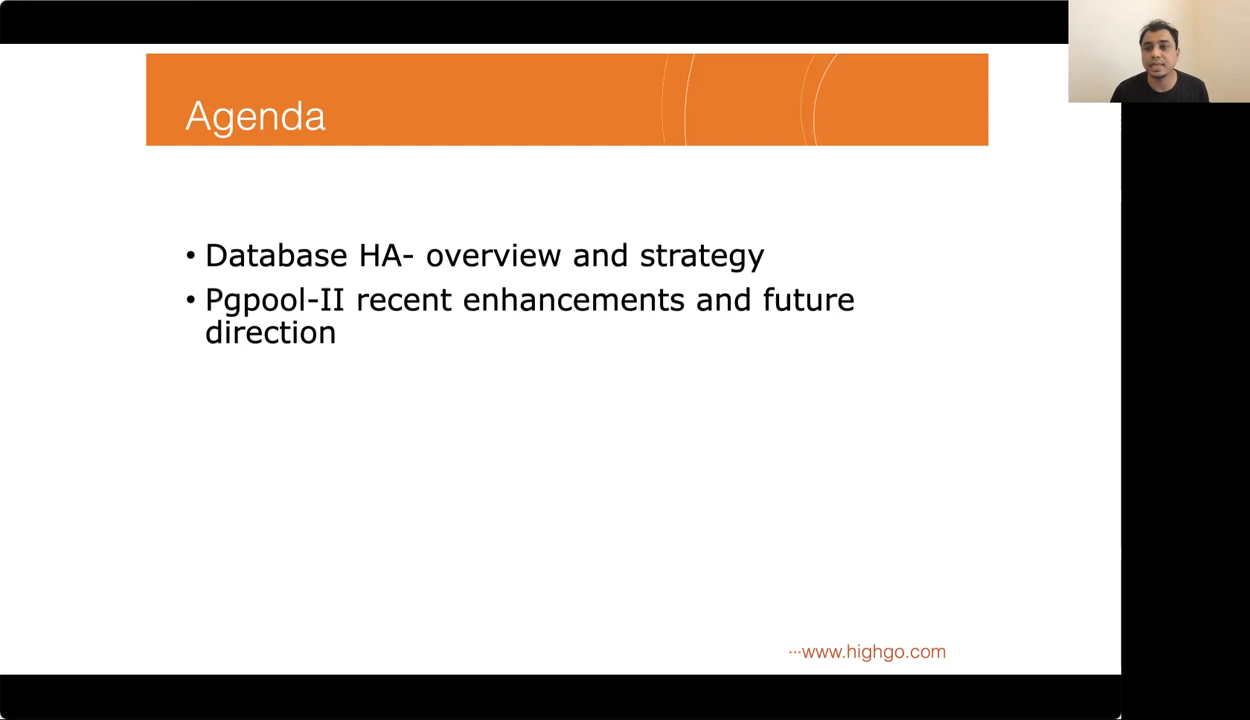 Agenda
• Database HA- overview and strategy
• Pgpool-II recent enhancements and future
direction
···www.highgo.com